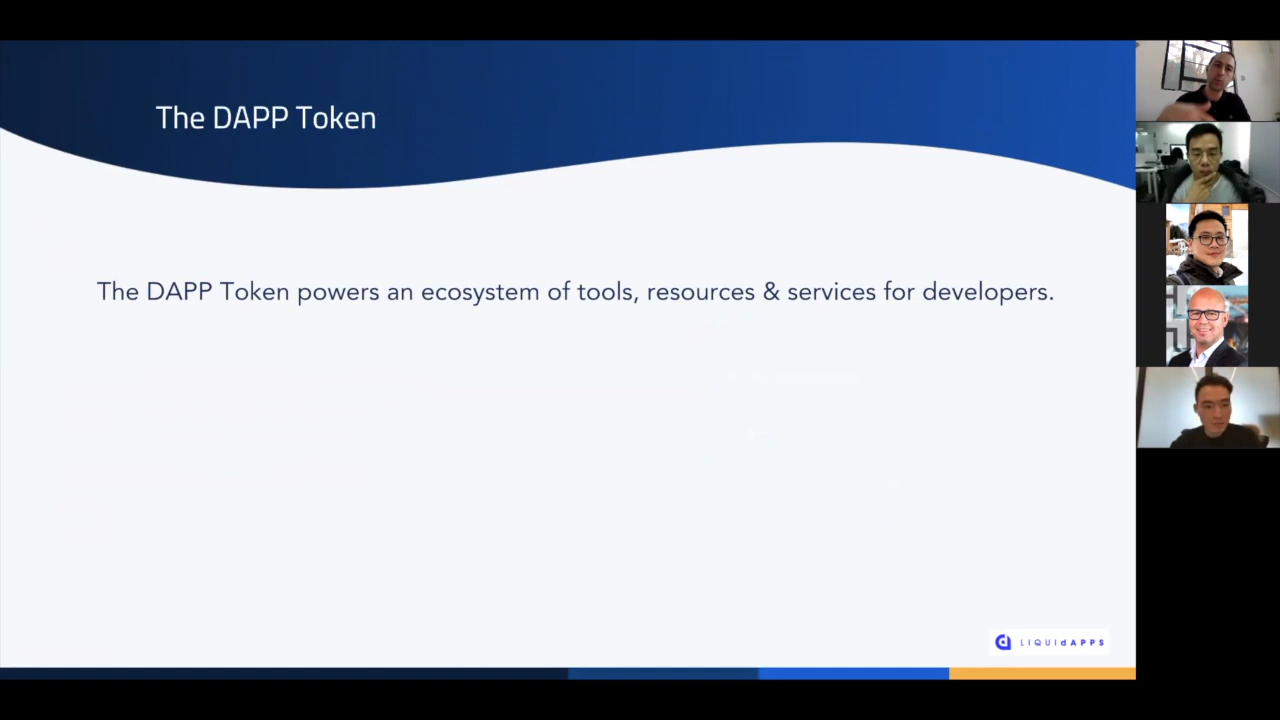 The DAPP Token
The DAPP Token powers an ecosystem of tools, resources & services for developers.
LIQUIdAPPS